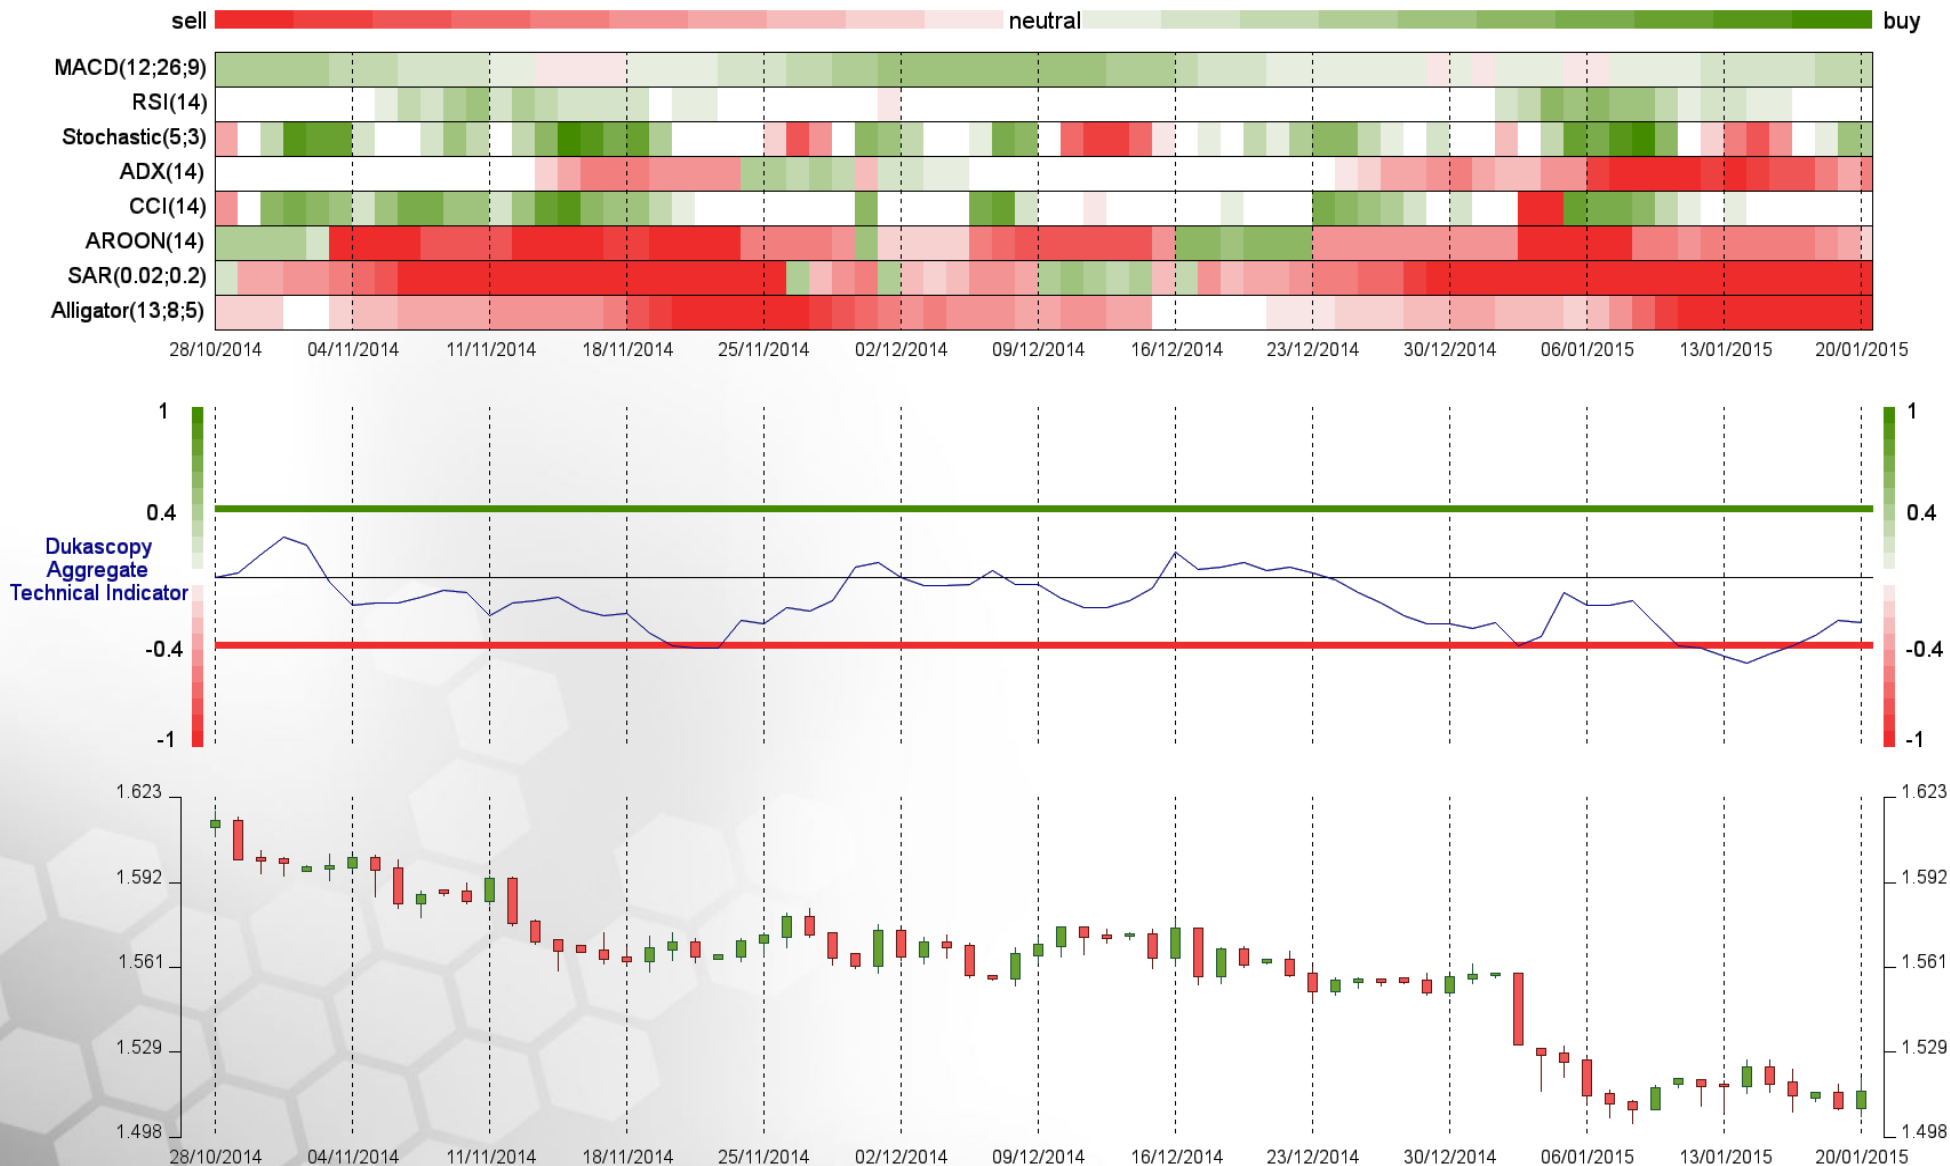 sell neutral buy
MACD(12;26;9)
RSI(14)
Stochastic(5;3)
ADX(14)
CCI(14)
AROON(14)
SAR(0.02;0.2)
Alligator(13;8;5)
28/10/2014 04/11/2014 11/11/2014 18/11/2014 25/11/2014 02/12/2014 09/12/2014 16/12/2014 23/12/2014 30/12/2014 06/01/2015 13/01/2015 20/01/2015
1 1
0.4 0.4
Dukascopy
Aggregate
Technical Indicator
-0.4 -0.4
-1 -1
1.623 1.623
1.592 1.592
1.561 1.561
1.529 1.529
1.498 1.498
28/10/2014 04/11/2014 11/11/2014 18/11/2014 25/11/2014 02/12/2014 09/12/2014 16/12/2014 23/12/2014 30/12/2014 06/01/2015 13/01/2015 20/01/2015